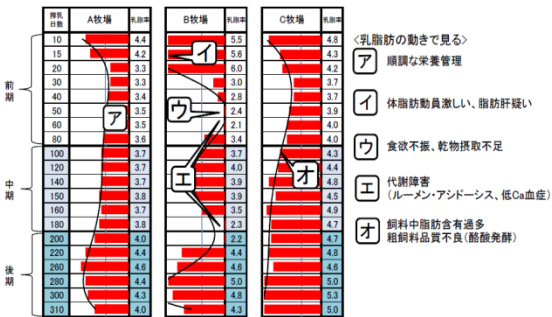 搾乳日数 A牧場 乳脂率 B牧場 乳脂率 C牧場 乳脂率
前期
10 4.4 5.5 4.8
15 4.2 5.6 4.3
20 3.3 6.0 4.2
30 3.3 3.0 3.7
40 3.4 2.8 3.7
50 3.5 2.4 3.9
60 3.5 2.1 4.0
80 3.6 3.4 4.0
中期
100 3.7 3.7 4.3
120 3.7 4.0 4.4
140 3.7 3.9 4.8
150 3.8 3.5 4.5
160 3.7 3.5 4.9
180 3.8 2.3 4.7
後期
200 4.0 2.2 4.7
220 4.4 4.4 4.8
260 4.6 4.6 4.6
280 4.4 5.0 5.0
300 4.4 4.8 5.3
310 4.0 4.3 5.0
ア
イ
ウ
エ
オ
<乳脂肪の動きで見る>
ア 順調な栄養管理
イ 体脂肪動員激しい、脂肪肝疑い
ウ 食欲不振、乾物摂取不足
エ 代謝障害
(ルーメン・アシドーシス、低Ca血症)
オ 飼料中脂肪含有過多
粗飼料品質不良(酪酸発酵)